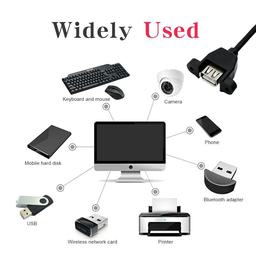 Widely Used
Keyboard and mouse
Camera
Mobile hard disk
Phone
USB
Bluetooth adapter
Wireless network card
Printer